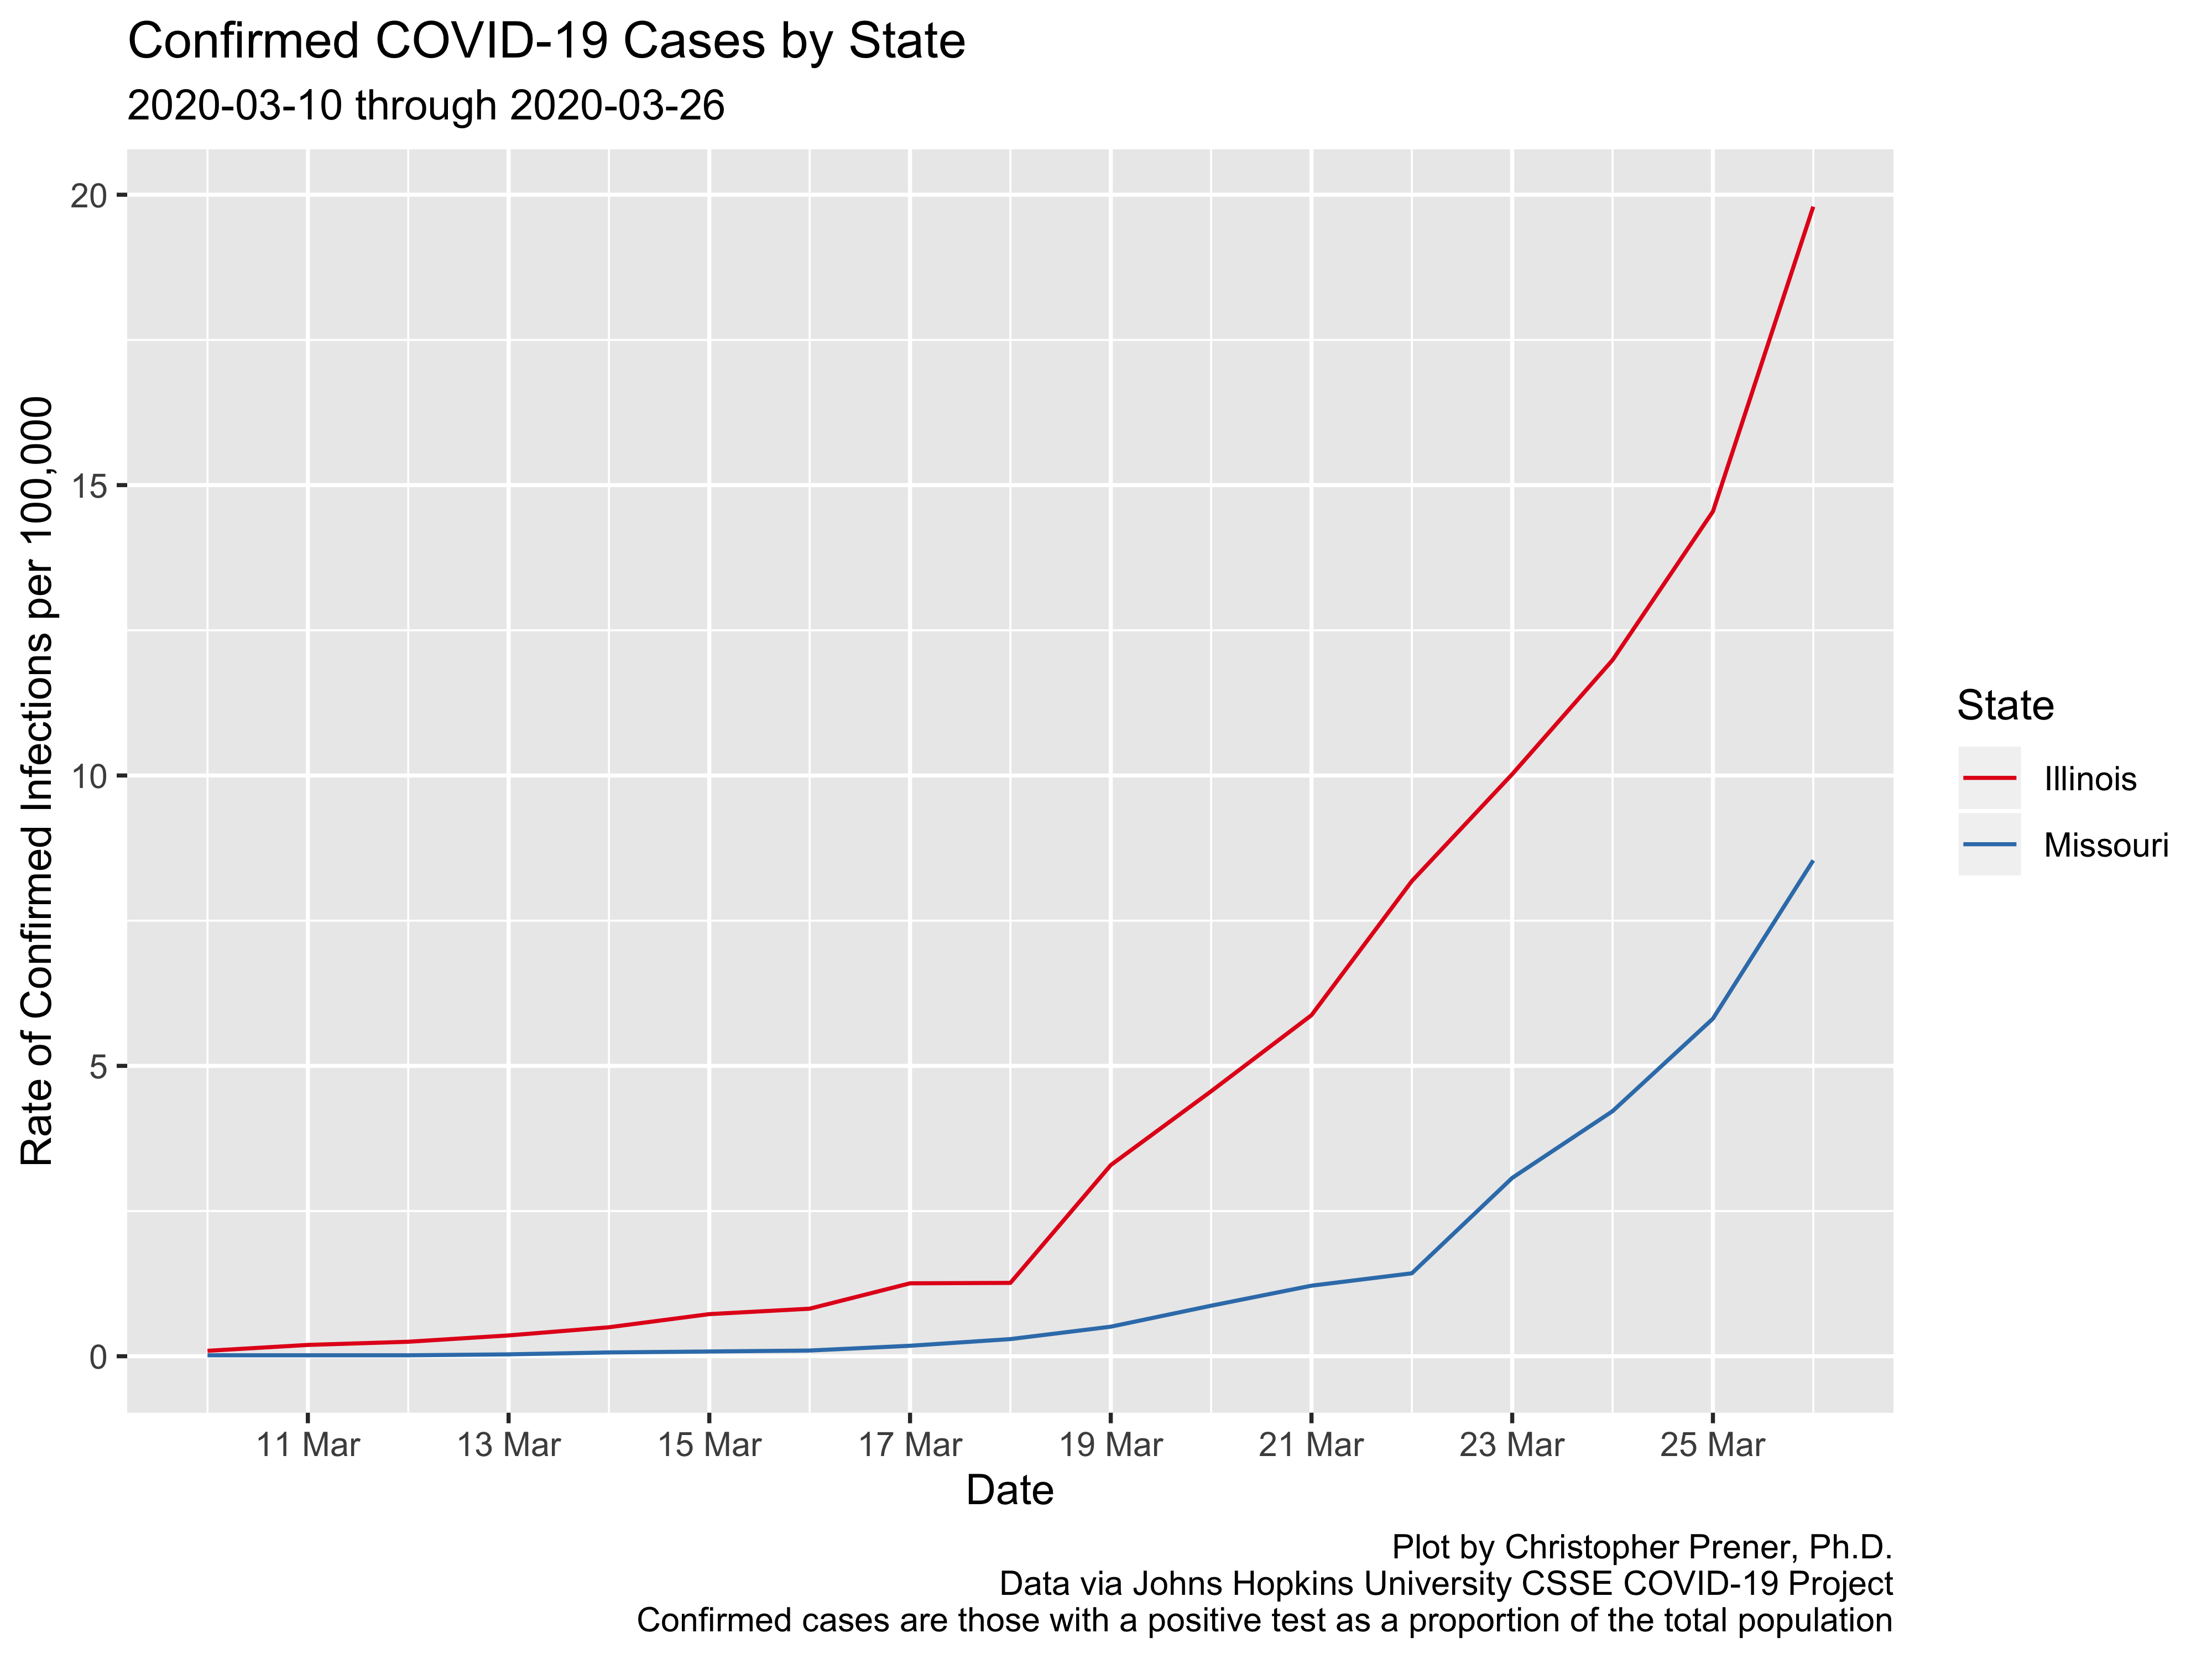 Confirmed COVID-19 Cases by State
2020-03-10 through 2020-03-26
Rate of Confirmed Infections per 100,000
20
15
10
5
0
11 Mar
13 Mar
15 Mar
17 Mar
19 Mar
21 Mar
23 Mar
25 Mar
Date
State
Illinois
Missouri
Plot by Christopher Prener, Ph.D.
Data via Johns Hopkins University CSSE COVID-19 Project
Confirmed cases are those with a positive test as a proportion of the total population